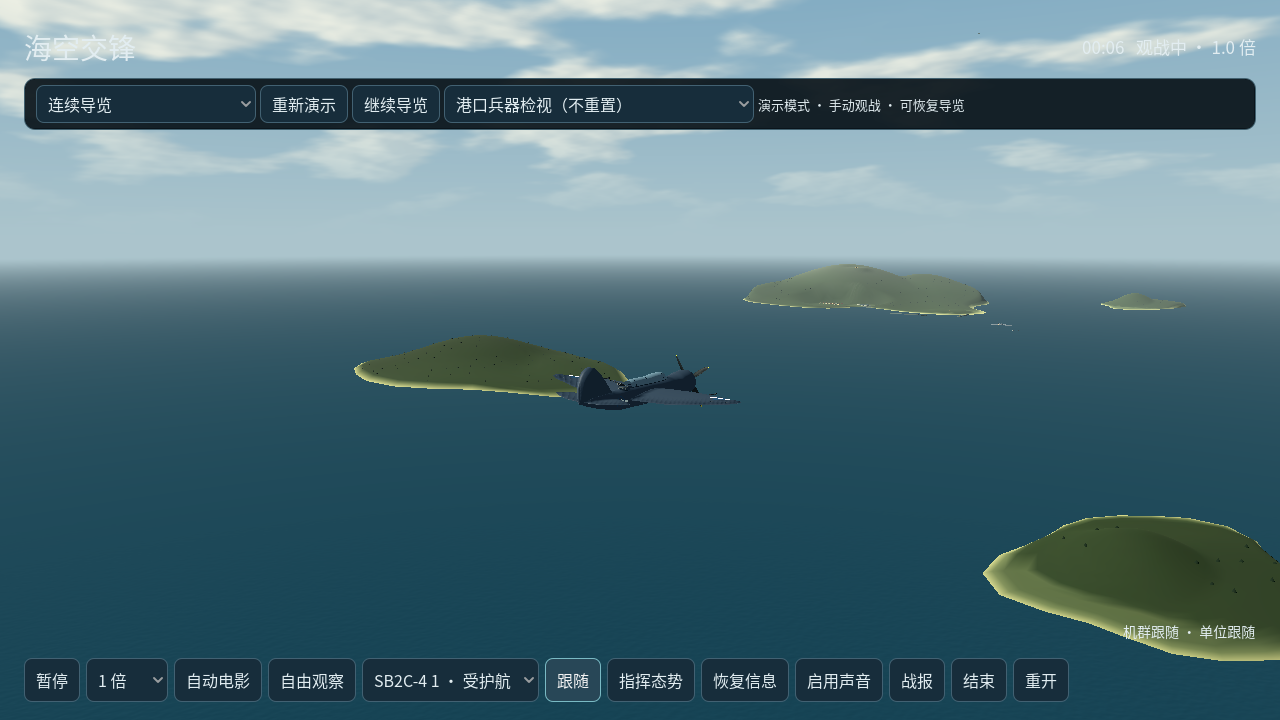 海空交锋
00:06 观战中 · 1.0 倍
连续导览 重新演示 继续导览 港口兵器检视（不重置） 演示模式 · 手动观战 · 可恢复导览
机群跟随 · 单位跟随
暂停 1 倍 自动电影 自由观察 SB2C-4 1 · 受护航 跟随 指挥态势 恢复信息 启用声音 战报 结束 重开